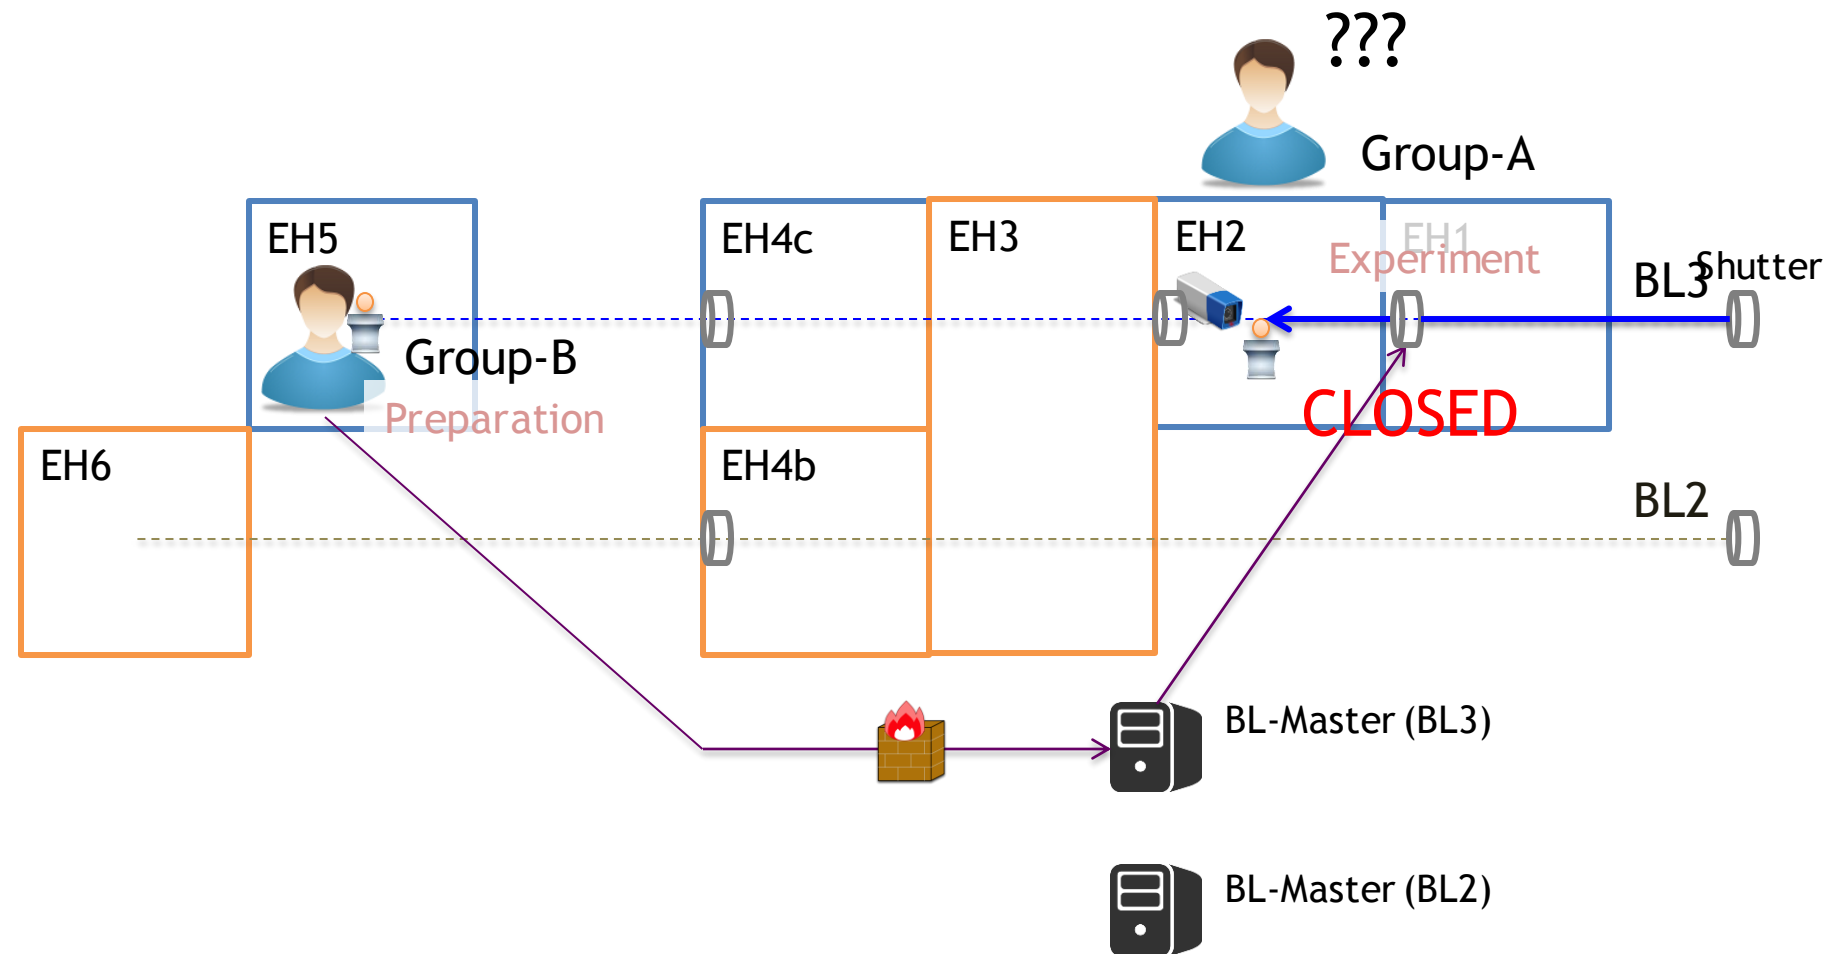 ???
Group-A
EH5
EH4c
EH3
EH2
EH1
Experiment
BL3
Shutter
Group-B
Preparation
CLOSED
EH6
EH4b
BL2
BL-Master (BL3)
BL-Master (BL2)